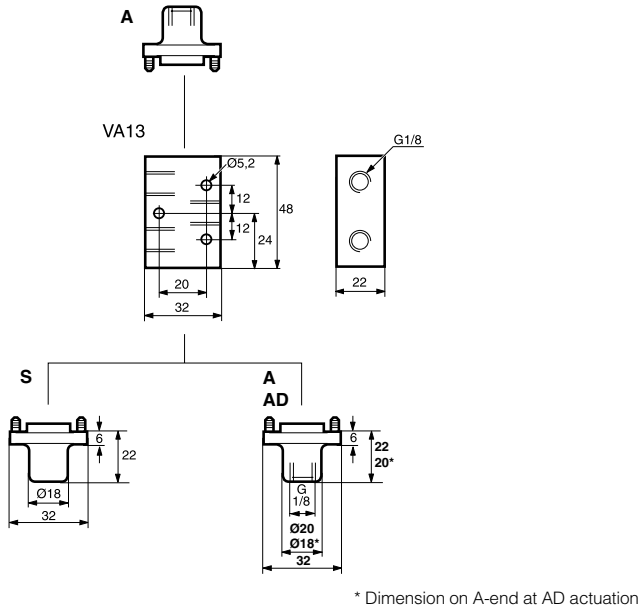 A
VA13
G1/8
Ø5,2
12
48
12
24
20
32
22
S
A
AD
6
22
Ø18
32
6
22
20*
G
1/8
Ø20
Ø18*
32
* Dimension on A-end at AD actuation